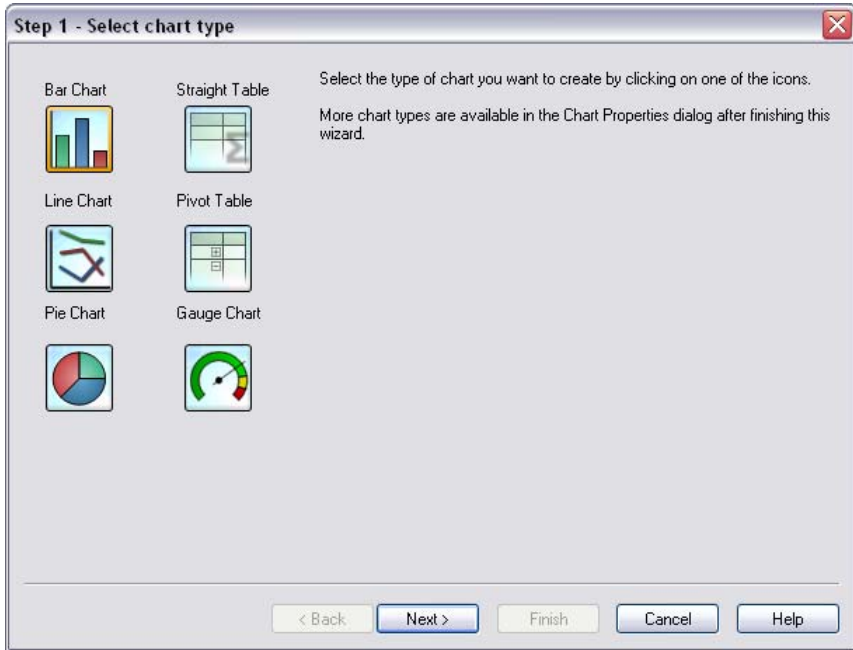 Step 1 - Select chart type
Bar Chart
Straight Table
Line Chart
Pivot Table
Pie Chart
Gauge Chart
Select the type of chart you want to create by clicking on one of the icons.
More chart types are available in the Chart Properties dialog after finishing this
wizard.
< Back
Next >
Finish
Cancel
Help